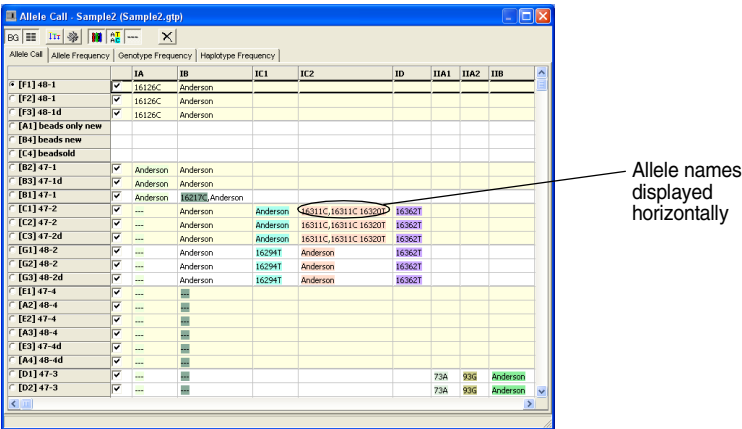 Allele Call - Sample2 (Sample2.gtp)
BG
Allele Call Allele Frequency Genotype Frequency Haplotype Frequency
IA IB IC1 IC2 ID IIA1 IIA2 IIB
[F1] 48-1 16126C Anderson
[F2] 48-1 16126C Anderson
[F3] 48-1d 16126C Anderson
[A1] beads only new
[B4] beads new
[C4] beadsold
[B2] 47-1 Anderson Anderson
[B3] 47-1d Anderson Anderson
[B1] 47-1 Anderson 16217C,Anderson
[C1] 47-2 --- Anderson Anderson 16311C,16311C 16320T 16362T
[C2] 47-2 --- Anderson Anderson 16311C,16311C 16320T 16362T
[C3] 47-2d --- Anderson Anderson 16311C,16311C 16320T 16362T
[G1] 48-2 --- Anderson 16294T Anderson 16362T
[G2] 48-2 --- Anderson 16294T Anderson 16362T
[G3] 48-2d --- Anderson 16294T Anderson 16362T
[E1] 47-4 --- ---
[A2] 48-4 --- ---
[E2] 47-4 --- ---
[A3] 48-4 --- ---
[E3] 47-4d --- ---
[A4] 48-4d --- ---
[D1] 47-3 --- --- 73A 93G Anderson
[D2] 47-3 --- --- 73A 93G Anderson
Allele names
displayed
horizontally